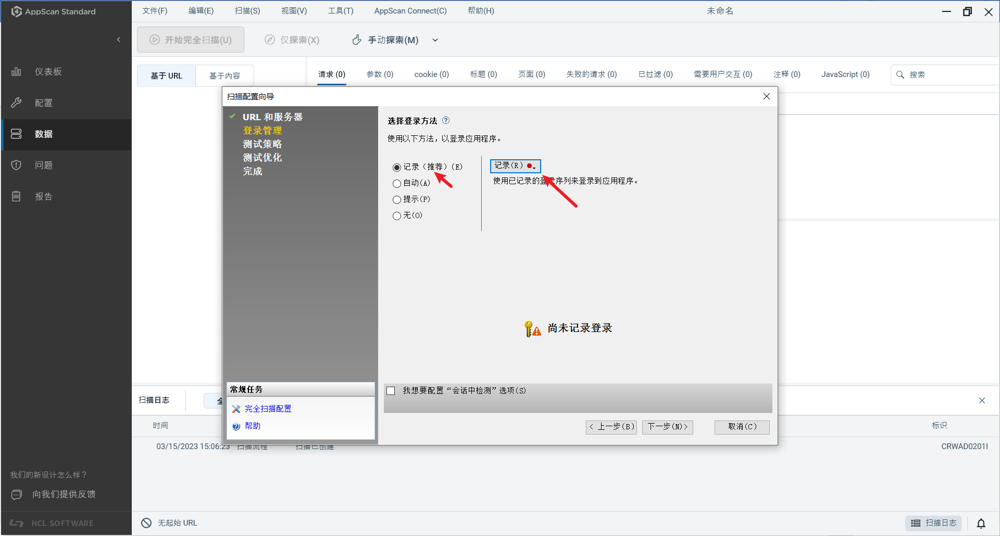 AppScan Standard
文件(F) 编辑(E) 扫描(S) 视图(V) 工具(T) AppScan Connect(C) 帮助(H) 未命名
开始完全扫描(U) 仅探索(X) 手动探索(M)
仪表板
配置
数据
问题
报告
基于 URL 基于内容
请求 (0) 参数 (0) cookie (0) 标题 (0) 页面 (0) 失败的请求 (0) 已过滤 (0) 需要用户交互 (0) 注释 (0) JavaScript (0) 搜索
扫描配置向导
URL 和服务器
登录管理
测试策略
测试优化
完成
选择登录方法
使用以下方法，以登录应用程序。
记录（推荐）(E)
自动(A)
提示(P)
无(O)
记录(R)
使用已记录的登录序列来登录到应用程序。
尚未记录登录
常规任务
完全扫描配置
帮助
我想要配置“会话中检测”选项(S)
< 上一步(B) 下一步(N)> 取消(C)
扫描日志 全
时间 标识
03/15/2023 15:06:23 扫描流程 扫描已创建 CRWAD0201I
我们的新设计怎么样？
向我们提供反馈
HCL SOFTWARE
无起始 URL 扫描日志